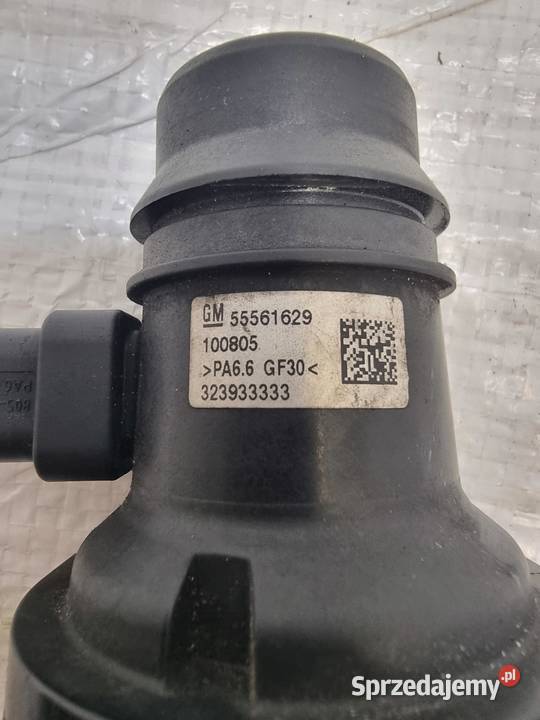 GM 55561629
100805
>PA6.6 GF30<
323933333
Sprzedajemy.pl